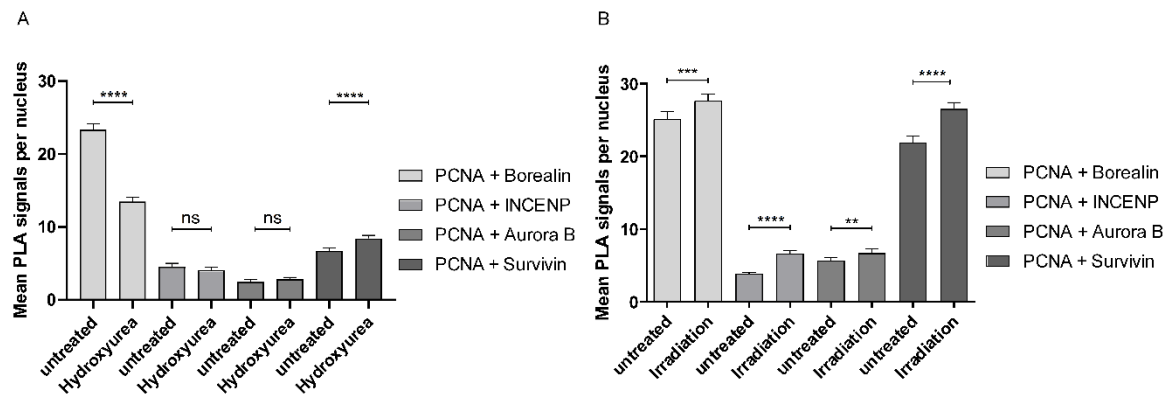 A
Mean PLA signals per nucleus
30
20
10
0
****
ns
ns
****
untreated
Hydroxyurea
untreated
Hydroxyurea
untreated
Hydroxyurea
untreated
Hydroxyurea
PCNA + Borealin
PCNA + INCENP
PCNA + Aurora B
PCNA + Survivin
B
Mean PLA signals per nucleus
30
20
10
0
***
****
**
****
untreated
Irradiation
untreated
Irradiation
untreated
Irradiation
untreated
Irradiation
PCNA + Borealin
PCNA + INCENP
PCNA + Aurora B
PCNA + Survivin